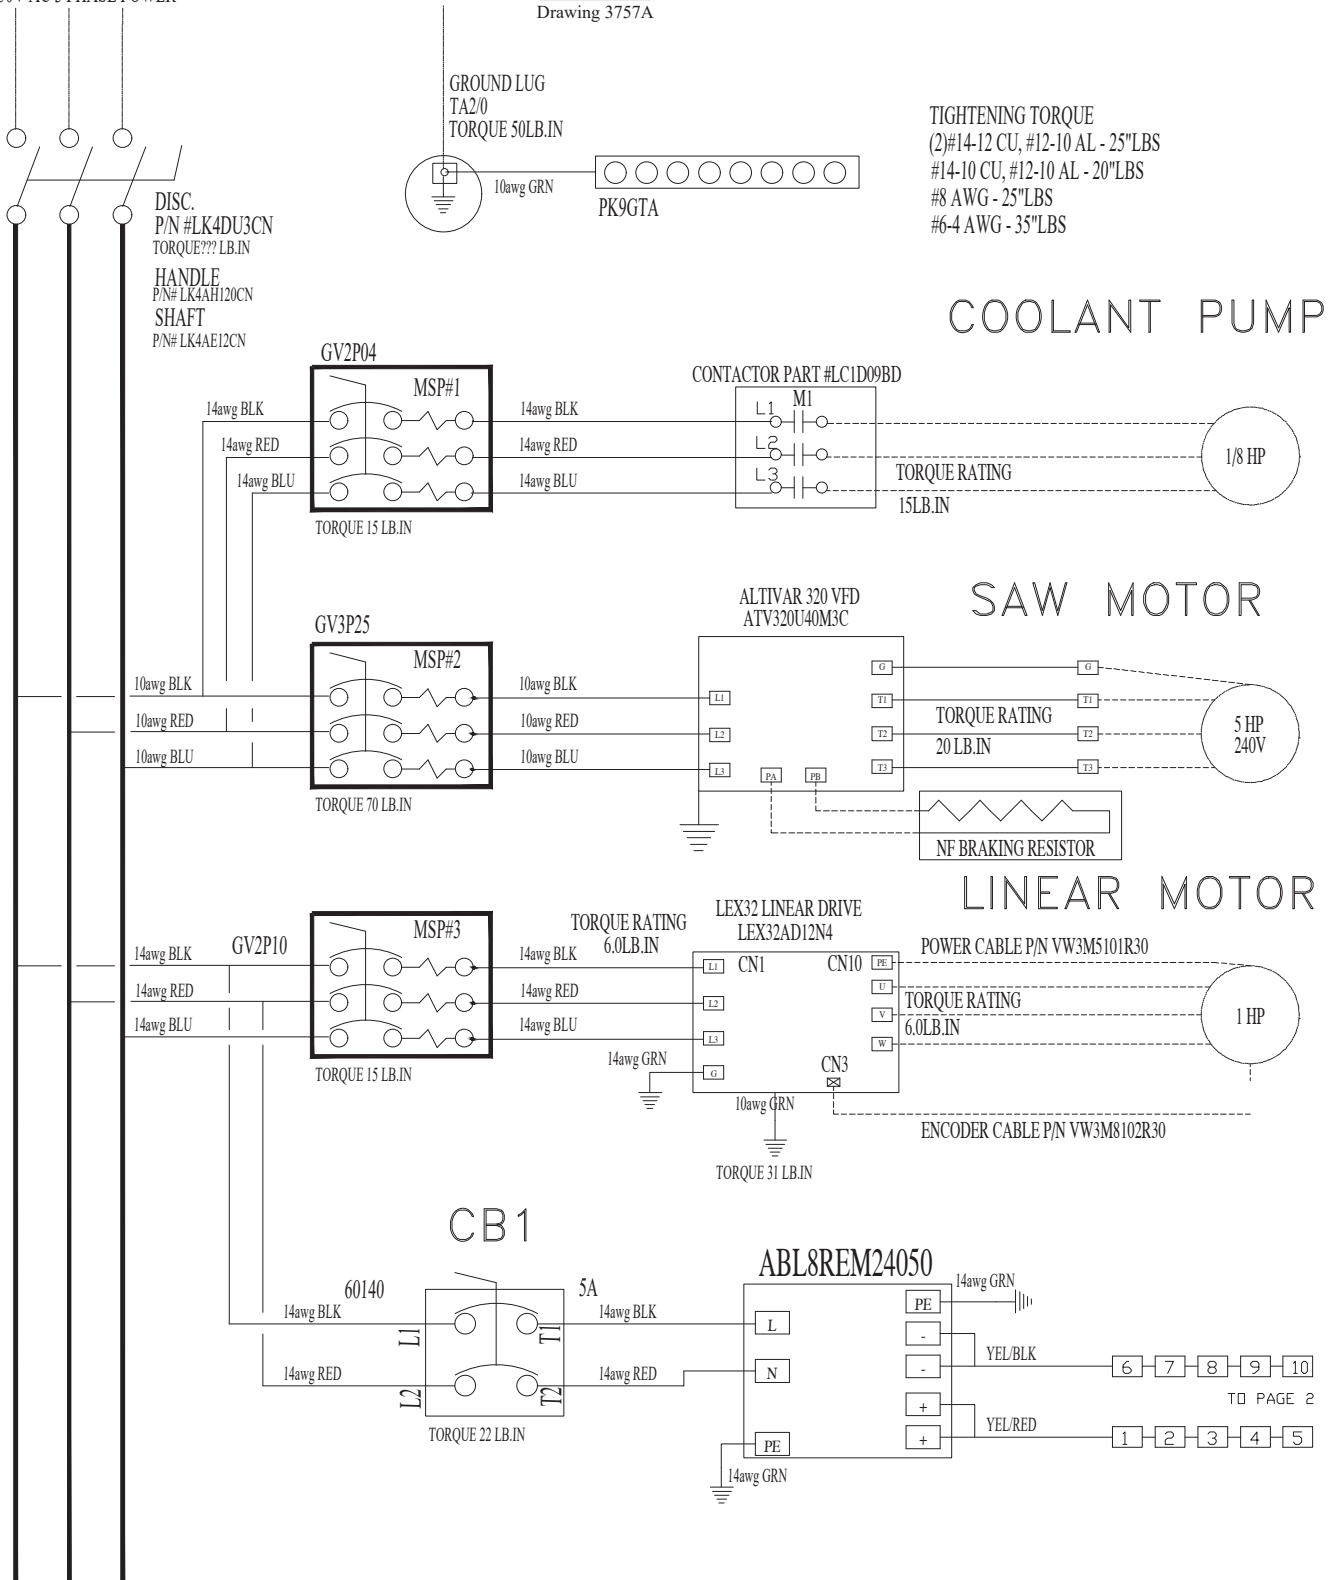 Drawing 3757A
GROUND LUG
TA2/0
TORQUE 50LB.IN
10awg GRN
PK9GTA
TIGHTENING TORQUE
(2)#14-12 CU, #12-10 AL - 25"LBS
#14-10 CU, #12-10 AL - 20"LBS
#8 AWG - 25"LBS
#6-4 AWG - 35"LBS
DISC.
P/N #LK4DU3CN
TORQUE??? LB.IN
HANDLE
P/N# LK4AH120CN
SHAFT
P/N# LK4AE12CN
COOLANT PUMP
GV2P04
MSP#1
14awg BLK
14awg RED
14awg BLU
14awg BLK
14awg RED
14awg BLU
TORQUE 15 LB.IN
CONTACTOR PART #LC1D09BD
M1
L1
L2
L3
TORQUE RATING
15LB.IN
1/8 HP
SAW MOTOR
GV3P25
MSP#2
10awg BLK
10awg RED
10awg BLU
10awg BLK
10awg RED
10awg BLU
TORQUE 70 LB.IN
ALTIVAR 320 VFD
ATV320U40M3C
L1
L2
L3
PA
PB
G
T1
T2
T3
TORQUE RATING
20 LB.IN
G
T1
T2
T3
5 HP
240V
NF BRAKING RESISTOR
LINEAR MOTOR
GV2P10
MSP#3
14awg BLK
14awg RED
14awg BLU
14awg BLK
14awg RED
14awg BLU
TORQUE 15 LB.IN
TORQUE RATING
6.0LB.IN
LEX32 LINEAR DRIVE
LEX32AD12N4
L1
CN1
L2
L3
G
14awg GRN
CN10
PE
U
V
W
CN3
POWER CABLE P/N VW3M5101R30
TORQUE RATING
6.0LB.IN
1 HP
10awg GRN
TORQUE 31 LB.IN
ENCODER CABLE P/N VW3M8102R30
CB1
60140
5A
14awg BLK
L1
T1
14awg BLK
14awg RED
L2
T2
14awg RED
TORQUE 22 LB.IN
ABL8REM24050
L
N
PE
14awg GRN
PE
-
-
+
+
14awg GRN
YEL/BLK
6 7 8 9 10
TO PAGE 2
YEL/RED
1 2 3 4 5